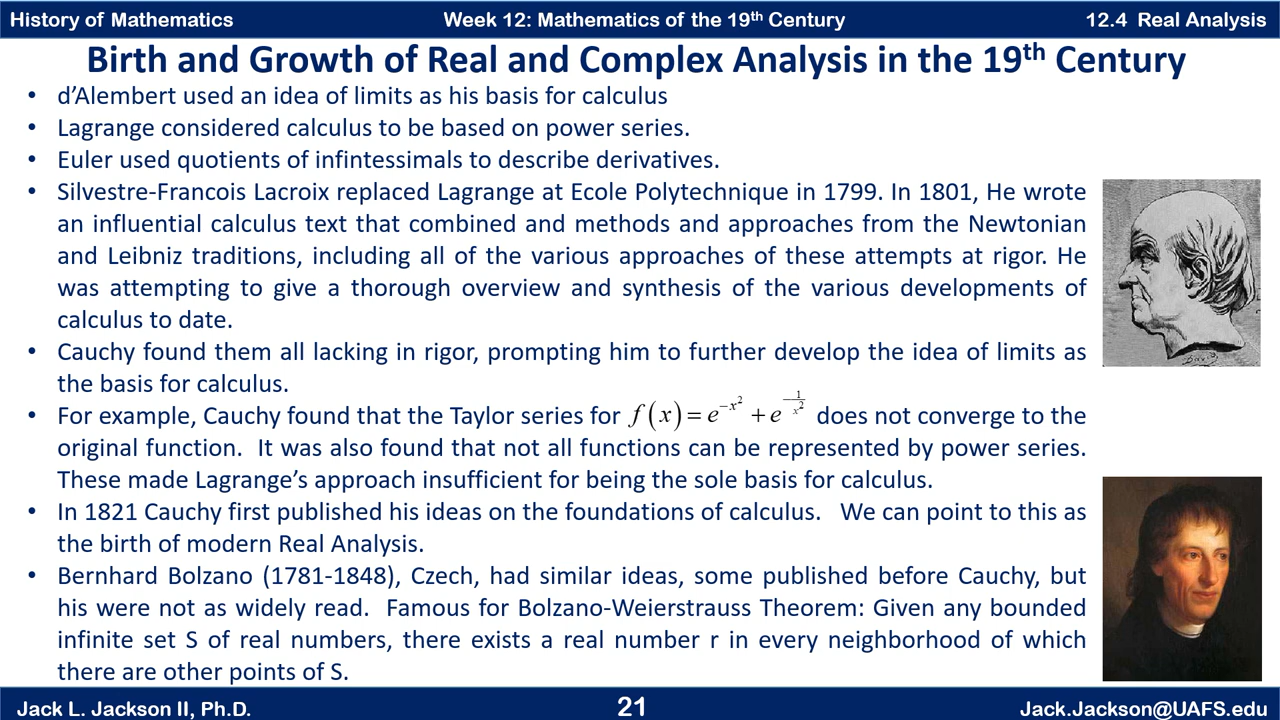 History of Mathematics
Week 12: Mathematics of the 19th Century
12.4 Real Analysis
Birth and Growth of Real and Complex Analysis in the 19th Century
• d’Alembert used an idea of limits as his basis for calculus
• Lagrange considered calculus to be based on power series.
• Euler used quotients of infintessimals to describe derivatives.
• Silvestre-Francois Lacroix replaced Lagrange at Ecole Polytechnique in 1799. In 1801, He wrote
an influential calculus text that combined and methods and approaches from the Newtonian
and Leibniz traditions, including all of the various approaches of these attempts at rigor. He
was attempting to give a thorough overview and synthesis of the various developments of
calculus to date.
• Cauchy found them all lacking in rigor, prompting him to further develop the idea of limits as
the basis for calculus.
• For example, Cauchy found that the Taylor series for f(x) = e^{-x^2} + e^{-\frac{1}{x^2}} does not converge to the
original function. It was also found that not all functions can be represented by power series.
These made Lagrange’s approach insufficient for being the sole basis for calculus.
• In 1821 Cauchy first published his ideas on the foundations of calculus. We can point to this as
the birth of modern Real Analysis.
• Bernhard Bolzano (1781-1848), Czech, had similar ideas, some published before Cauchy, but
his were not as widely read. Famous for Bolzano-Weierstrauss Theorem: Given any bounded
infinite set S of real numbers, there exists a real number r in every neighborhood of which
there are other points of S.
Jack L. Jackson II, Ph.D.
21
Jack.Jackson@UAFS.edu